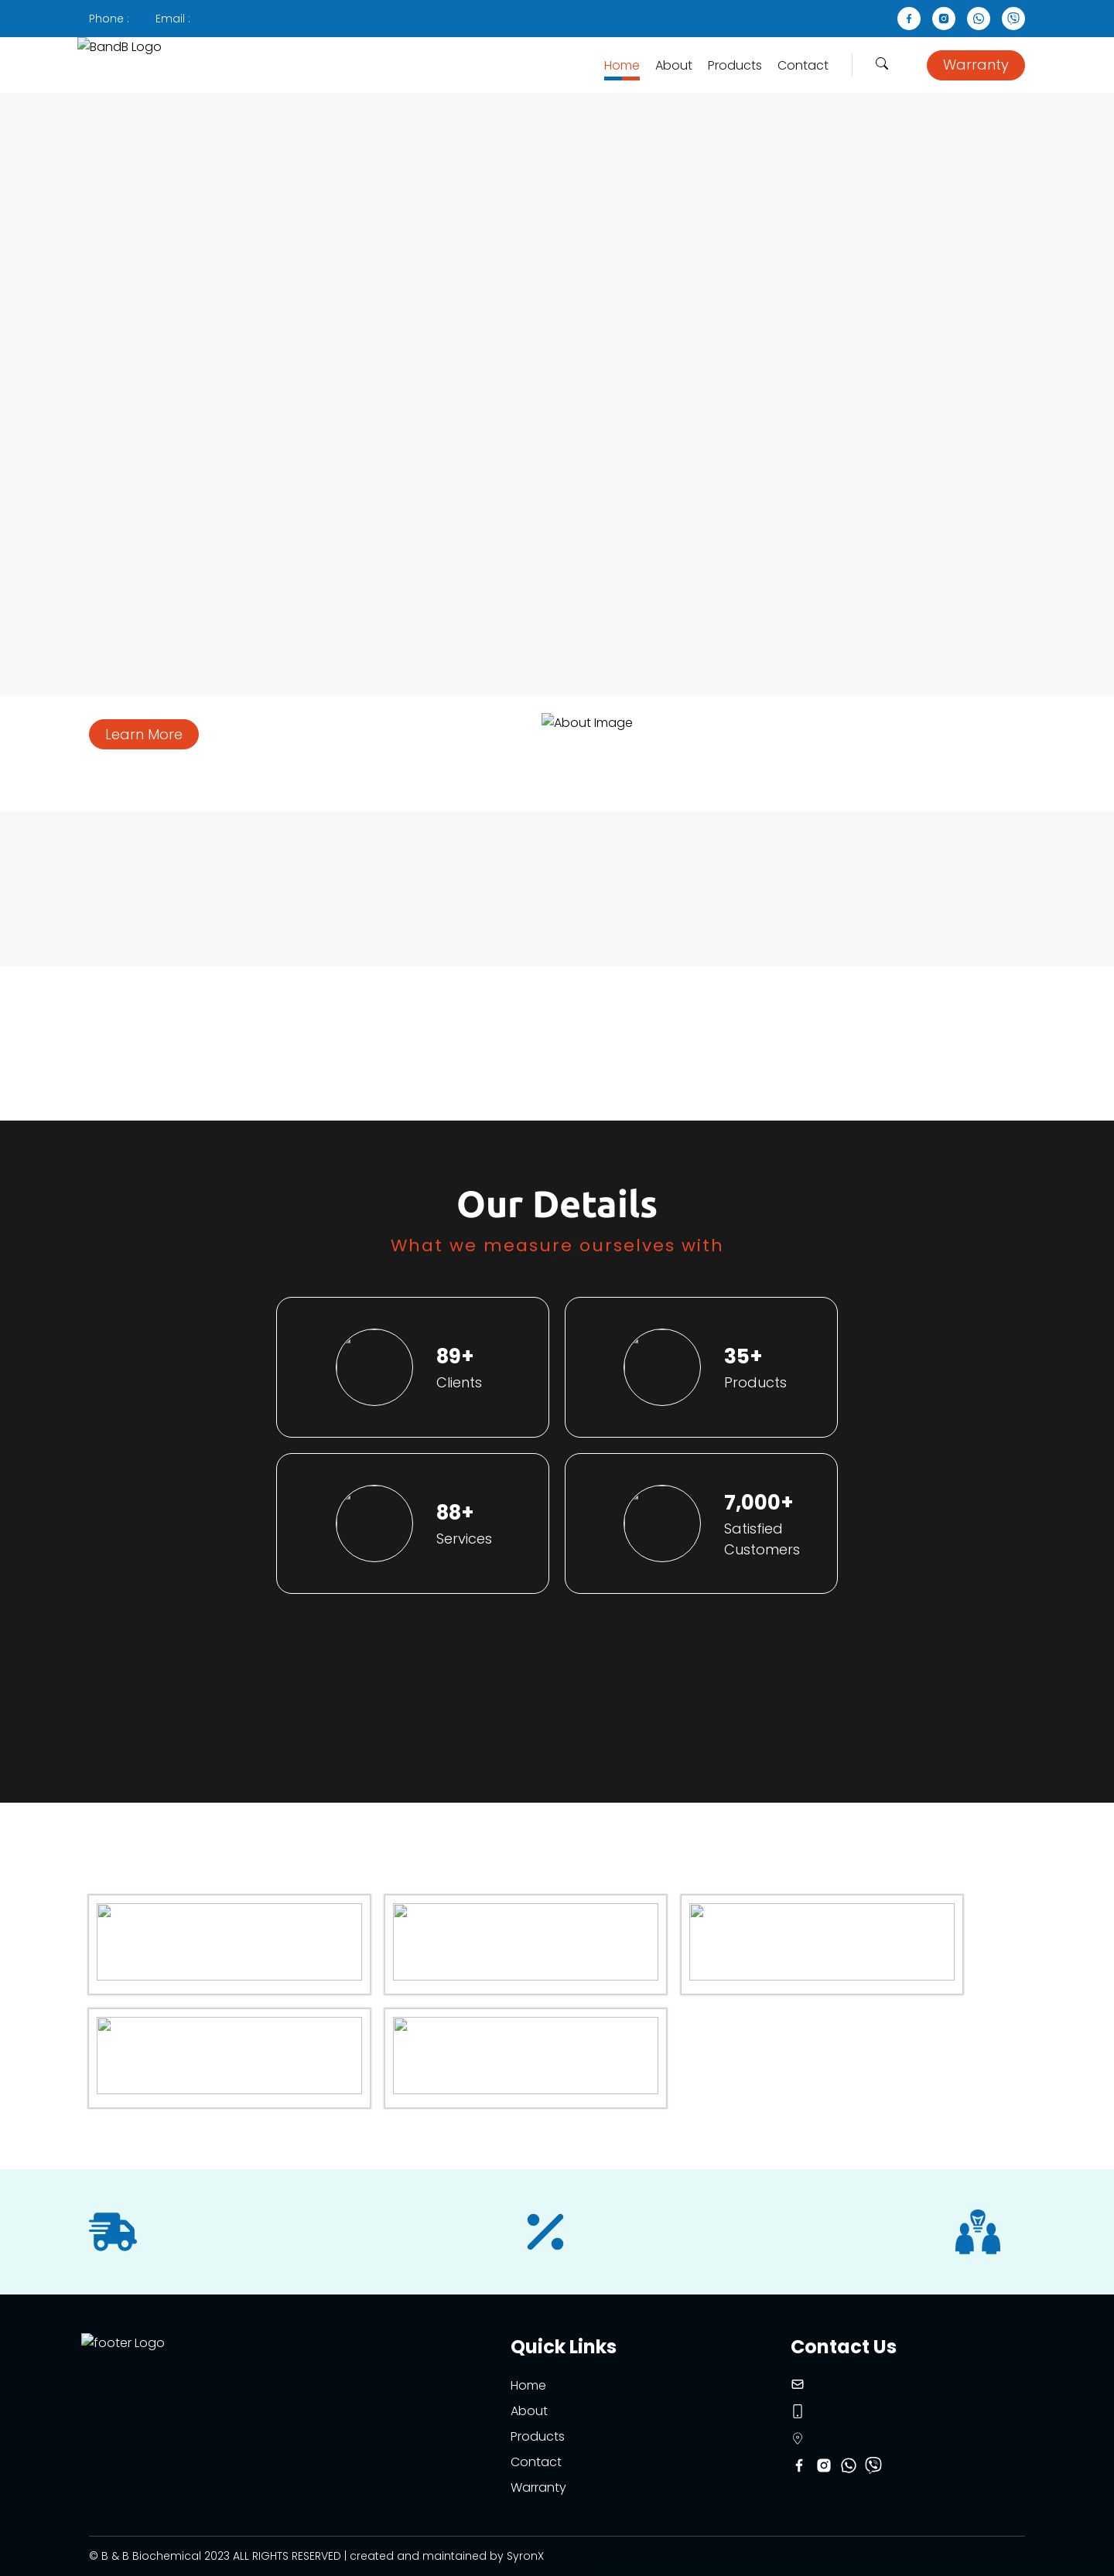 Phone : Email :
BandB Logo
Home About Products Contact Warranty
Learn More
About Image
Our Details
What we measure ourselves with
89+
Clients
35+
Products
88+
Services
7,000+
Satisfied
Customers
footer Logo
Quick Links
Home
About
Products
Contact
Warranty
Contact Us
© B & B Biochemical 2023 ALL RIGHTS RESERVED | created and maintained by SyronX